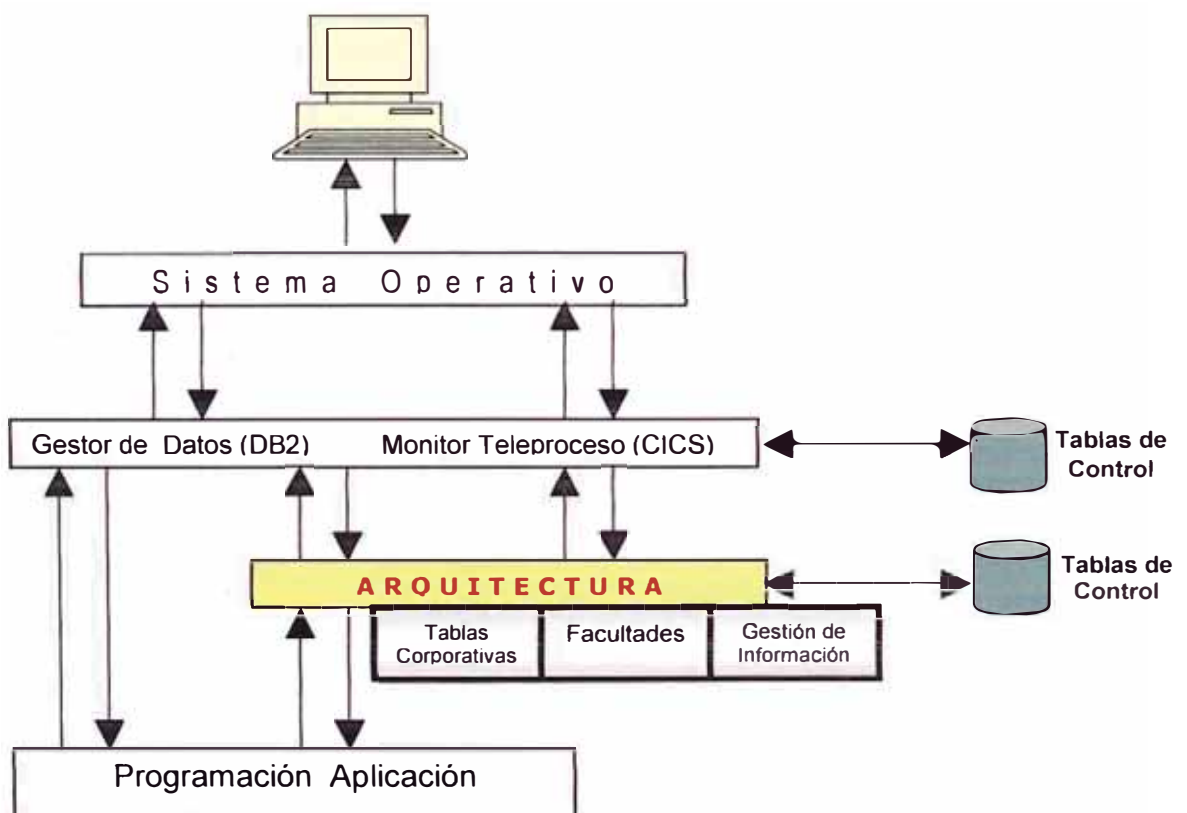 Sistema Operativo
Gestor de Datos (DB2) Monitor Teleproceso (CICS)
Tablas de
Control
ARQUITECTURA
Tablas de
Control
Tablas
Corporativas
Facultades
Gestión de
Información
Programación Aplicación